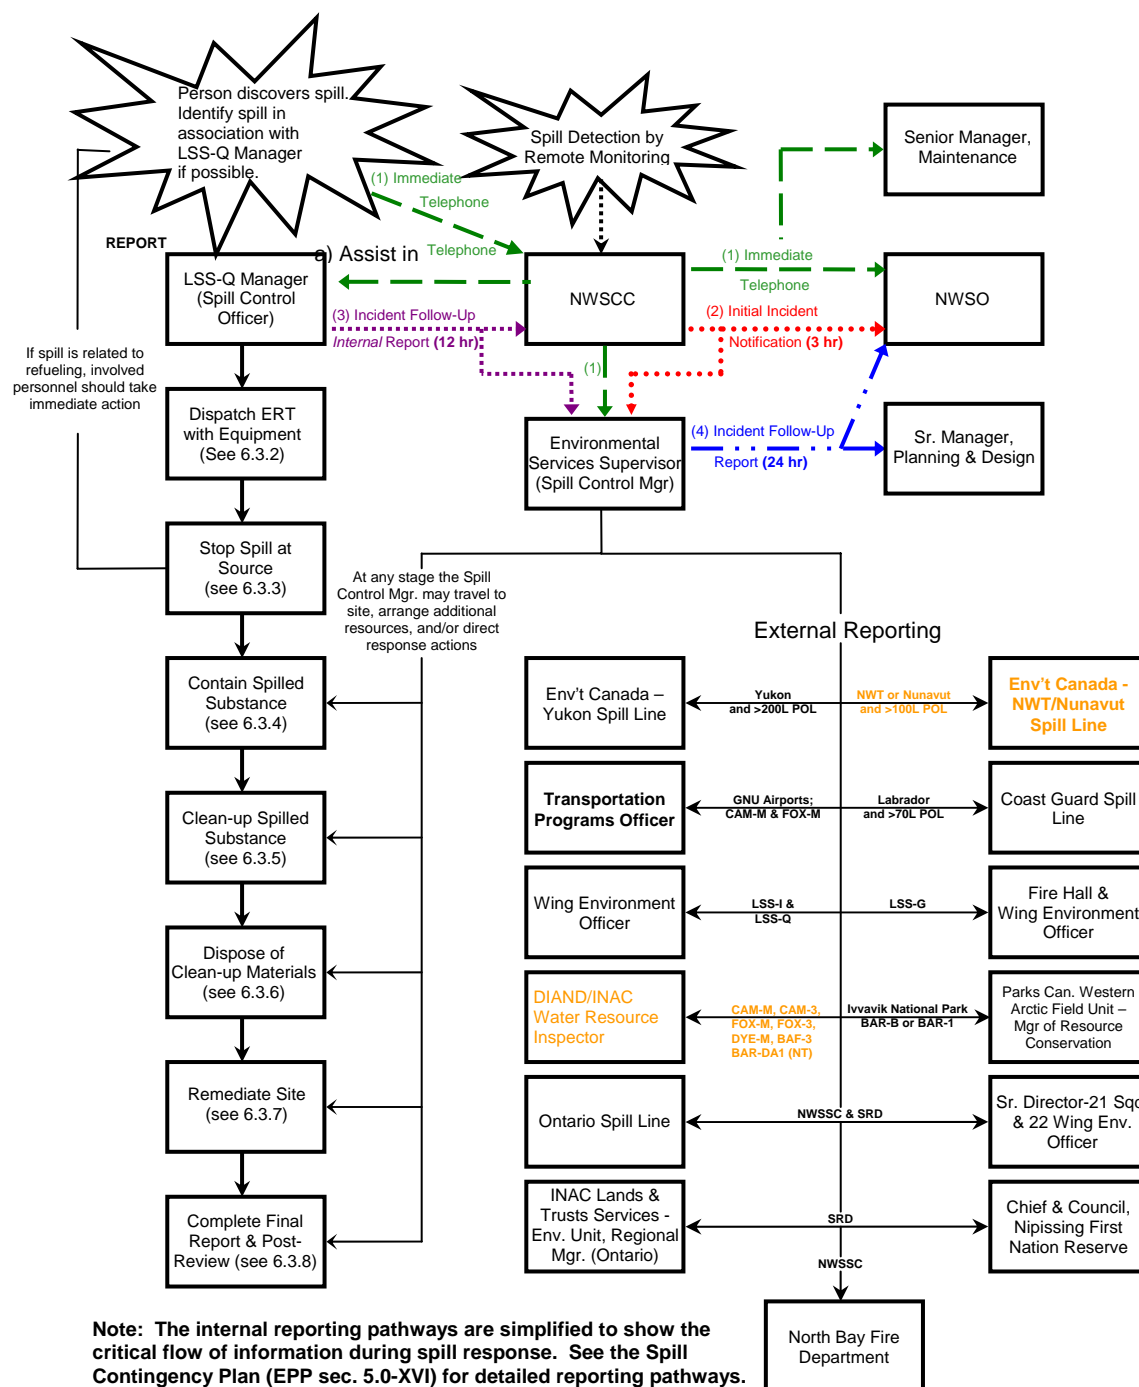 Person discovers spill.
Identify spill in
association with
LSS-Q Manager
if possible.
Spill Detection by
Remote Monitoring
Senior Manager,
Maintenance
(1) Immediate
Telephone
Telephone
REPORT
a) Assist in
LSS-Q Manager
(Spill Control
Officer)
NWSCC
(1) Immediate
Telephone
NWSO
(2) Initial Incident
Notification (3 hr)
(3) Incident Follow-Up
Internal Report (12 hr)
(1)
If spill is related to
refueling, involved
personnel should take
immediate action
Dispatch ERT
with Equipment
(See 6.3.2)
Environmental
Services Supervisor
(Spill Control Mgr)
(4) Incident Follow-Up
Report (24 hr)
Sr. Manager,
Planning & Design
Stop Spill at
Source
(see 6.3.3)
At any stage the Spill
Control Mgr. may travel to
site, arrange additional
resources, and/or direct
response actions
External Reporting
Contain Spilled
Substance
(see 6.3.4)
Env't Canada –
Yukon Spill Line
Yukon
and >200L POL
NWT or Nunavut
and >100L POL
Env't Canada -
NWT/Nunavut
Spill Line
Clean-up Spilled
Substance
(see 6.3.5)
Transportation
Programs Officer
GNU Airports;
CAM-M & FOX-M
Labrador
and >70L POL
Coast Guard Spill
Line
Wing Environment
Officer
LSS-I &
LSS-Q
LSS-G
Fire Hall &
Wing Environment
Officer
Dispose of
Clean-up Materials
(see 6.3.6)
DIAND/INAC
Water Resource
Inspector
CAM-M, CAM-3,
FOX-M, FOX-3,
DYE-M, BAF-3
BAR-DA1 (NT)
Ivvavik National Park
BAR-B or BAR-1
Parks Can. Western
Arctic Field Unit –
Mgr of Resource
Conservation
Remediate Site
(see 6.3.7)
Ontario Spill Line
NWSSC & SRD
Sr. Director-21 Sqd
& 22 Wing Env.
Officer
Complete Final
Report & Post-
Review (see 6.3.8)
INAC Lands &
Trusts Services -
Env. Unit, Regional
Mgr. (Ontario)
SRD
Chief & Council,
Nipissing First
Nation Reserve
NWSSC
North Bay Fire
Department
Note: The internal reporting pathways are simplified to show the
critical flow of information during spill response. See the Spill
Contingency Plan (EPP sec. 5.0-XVI) for detailed reporting pathways.